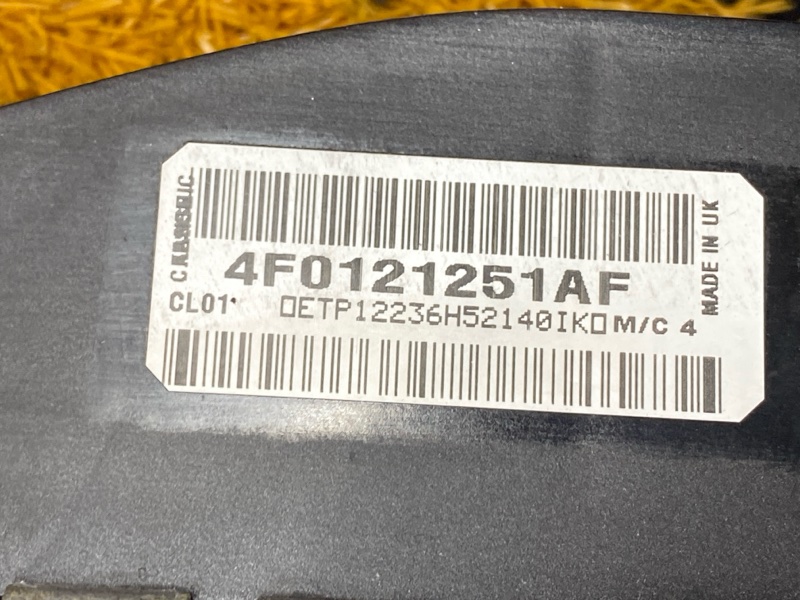 4F0121251AF
CL01 ▯ETP12236H52140IK▯ M/C 4
MADE IN UK